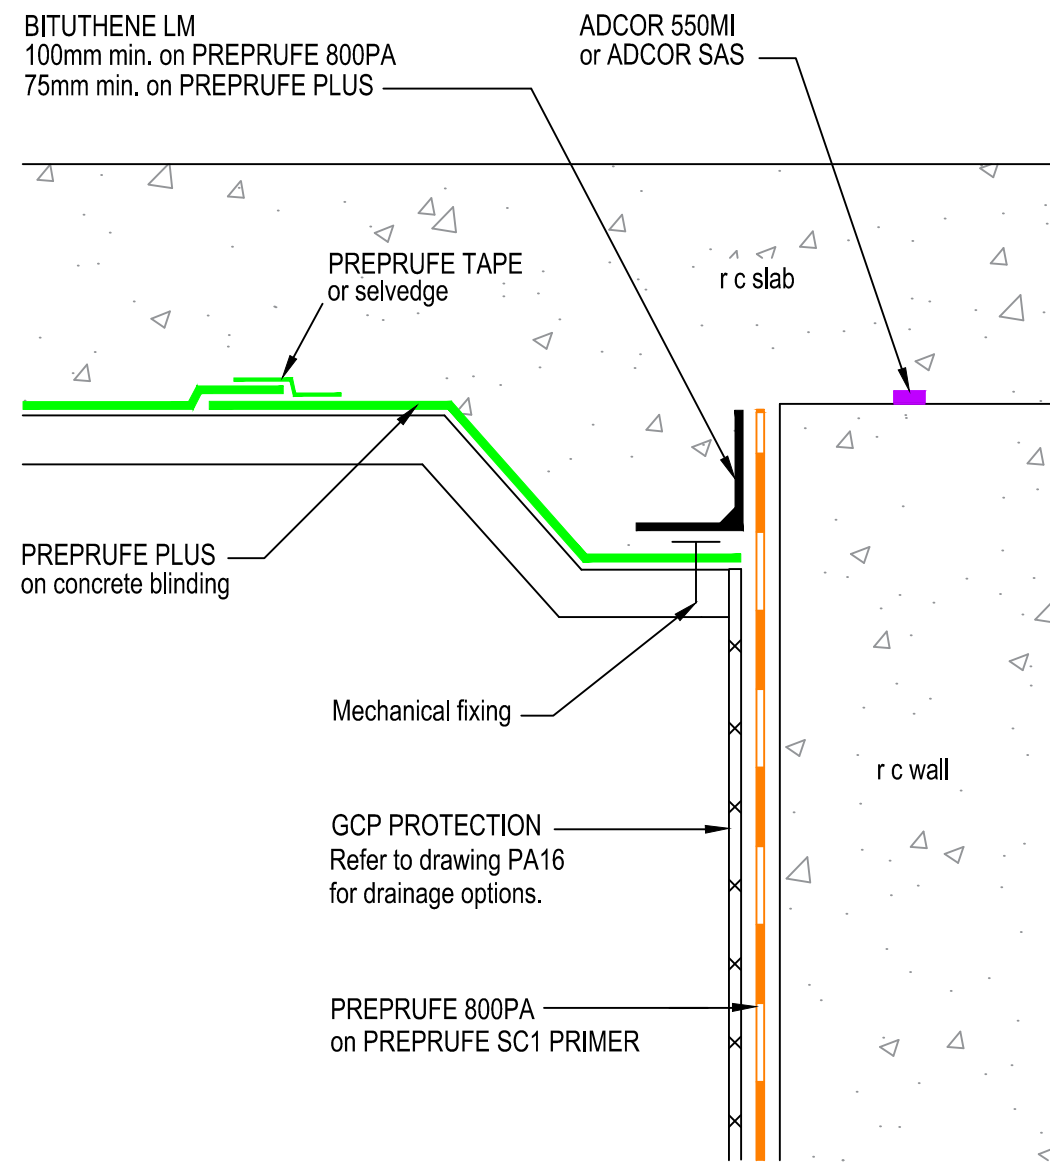 BITUTHENE LM
100mm min. on PREPRUFE 800PA
75mm min. on PREPRUFE PLUS
ADCOR 550MI
or ADCOR SAS
PREPRUFE TAPE
or selvedge
r c slab
PREPRUFE PLUS
on concrete blinding
Mechanical fixing
r c wall
GCP PROTECTION
Refer to drawing PA16
for drainage options.
PREPRUFE 800PA
on PREPRUFE SC1 PRIMER